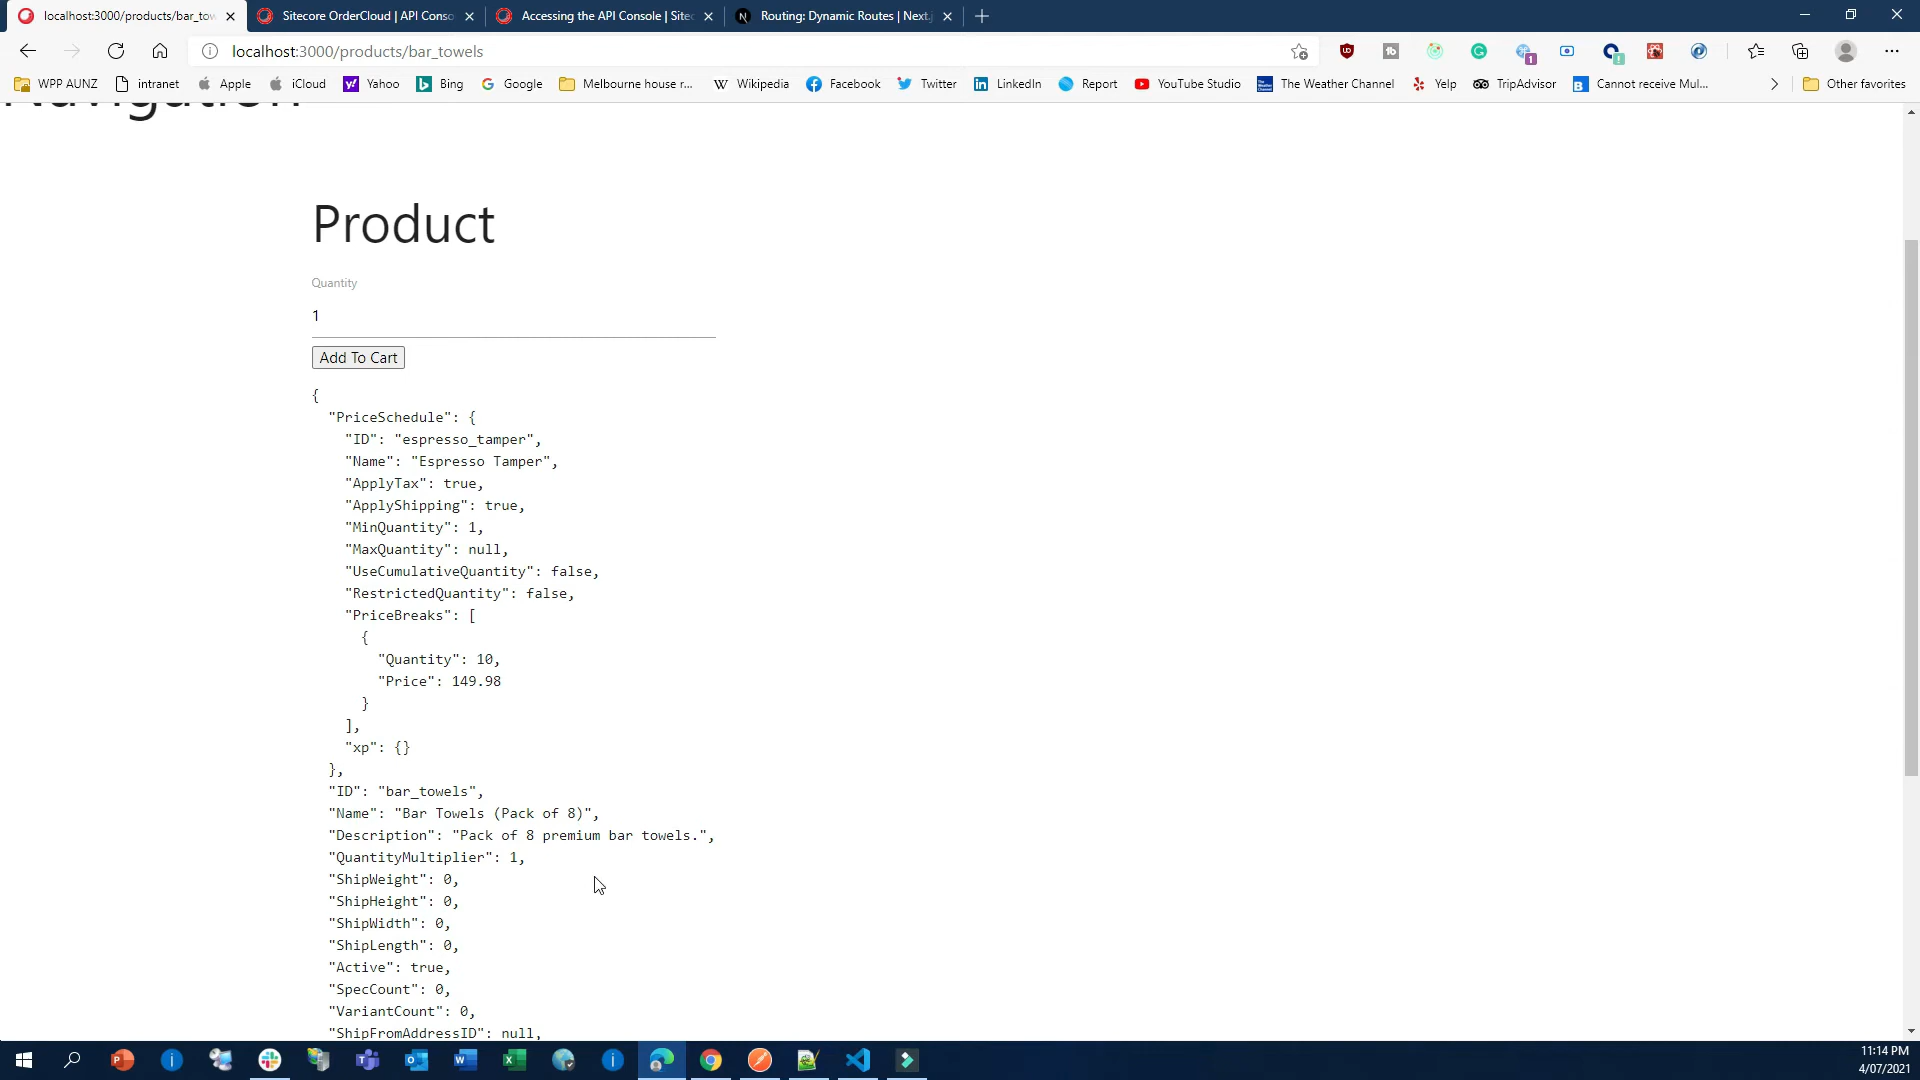 localhost:3000/products/bar_tow
Sitecore OrderCloud | API Conso
Accessing the API Console | Sitec
Routing: Dynamic Routes | Next.j
localhost:3000/products/bar_towels
WPP AUNZ
intranet
Apple
iCloud
Yahoo
Bing
Google
Melbourne house r...
Wikipedia
Facebook
Twitter
LinkedIn
Report
YouTube Studio
The Weather Channel
Yelp
TripAdvisor
Cannot receive Mul...
Other favorites
Navigation
Product
Quantity
1
Add To Cart
{
"PriceSchedule": {
"ID": "espresso_tamper",
"Name": "Espresso Tamper",
"ApplyTax": true,
"ApplyShipping": true,
"MinQuantity": 1,
"MaxQuantity": null,
"UseCumulativeQuantity": false,
"RestrictedQuantity": false,
"PriceBreaks": [
{
"Quantity": 10,
"Price": 149.98
}
],
"xp": {}
},
"ID": "bar_towels",
"Name": "Bar Towels (Pack of 8)",
"Description": "Pack of 8 premium bar towels.",
"QuantityMultiplier": 1,
"ShipWeight": 0,
"ShipHeight": 0,
"ShipWidth": 0,
"ShipLength": 0,
"Active": true,
"SpecCount": 0,
"VariantCount": 0,
"ShipFromAddressID": null,
11:14 PM
4/07/2021